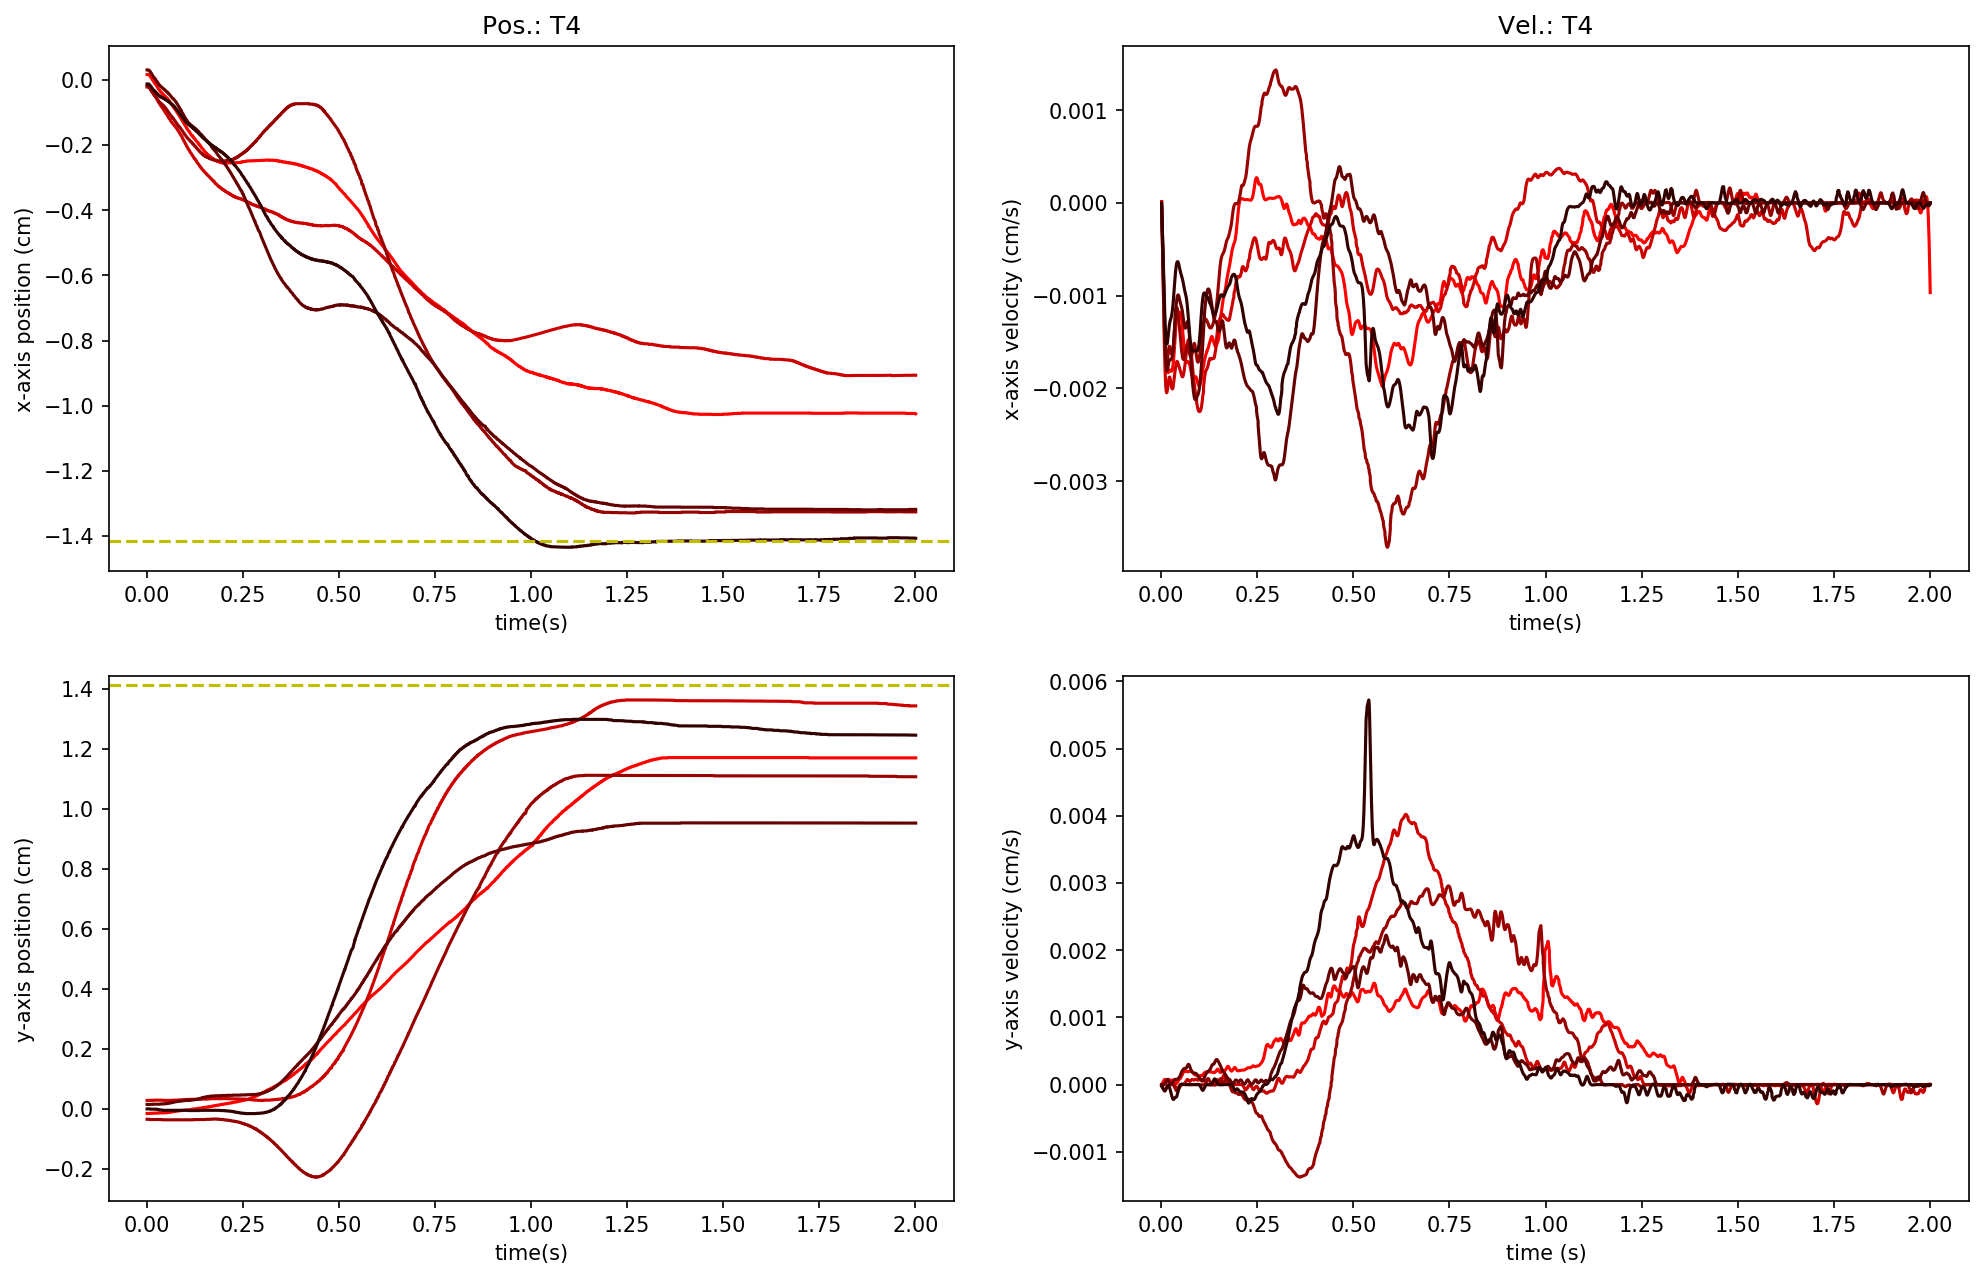 Pos.: T4
x-axis position (cm)
0.0
−0.2
−0.4
−0.6
−0.8
−1.0
−1.2
−1.4
0.00 0.25 0.50 0.75 1.00 1.25 1.50 1.75 2.00
time(s)
Vel.: T4
x-axis velocity (cm/s)
0.001
0.000
−0.001
−0.002
−0.003
0.00 0.25 0.50 0.75 1.00 1.25 1.50 1.75 2.00
time(s)
y-axis position (cm)
1.4
1.2
1.0
0.8
0.6
0.4
0.2
0.0
−0.2
0.00 0.25 0.50 0.75 1.00 1.25 1.50 1.75 2.00
time(s)
y-axis velocity (cm/s)
0.006
0.005
0.004
0.003
0.002
0.001
0.000
−0.001
0.00 0.25 0.50 0.75 1.00 1.25 1.50 1.75 2.00
time (s)